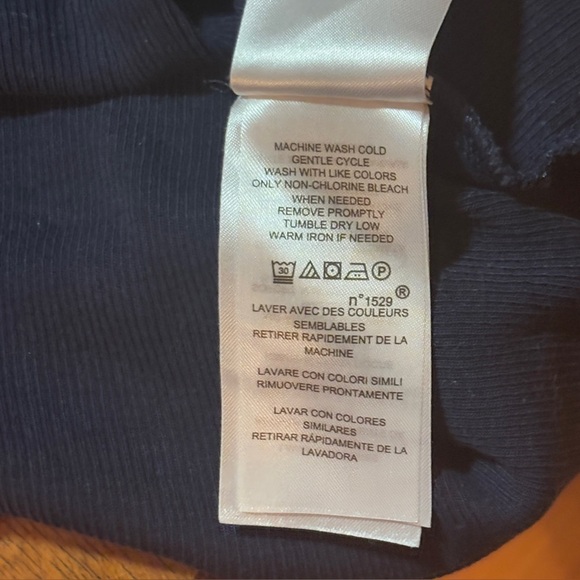 MACHINE WASH COLD
GENTLE CYCLE
WASH WITH LIKE COLORS
ONLY NON-CHLORINE BLEACH
WHEN NEEDED
REMOVE PROMPTLY
TUMBLE DRY LOW
WARM IRON IF NEEDED
30 P
n°1529®
LAVER AVEC DES COULEURS
SEMBLABLES
RETIRER RAPIDEMENT DE LA
MACHINE
LAVARE CON COLORI SIMILI
RIMUOVERE PRONTAMENTE
LAVAR CON COLORES
SIMILARES
RETIRAR RÁPIDAMENTE DE LA
LAVADORA